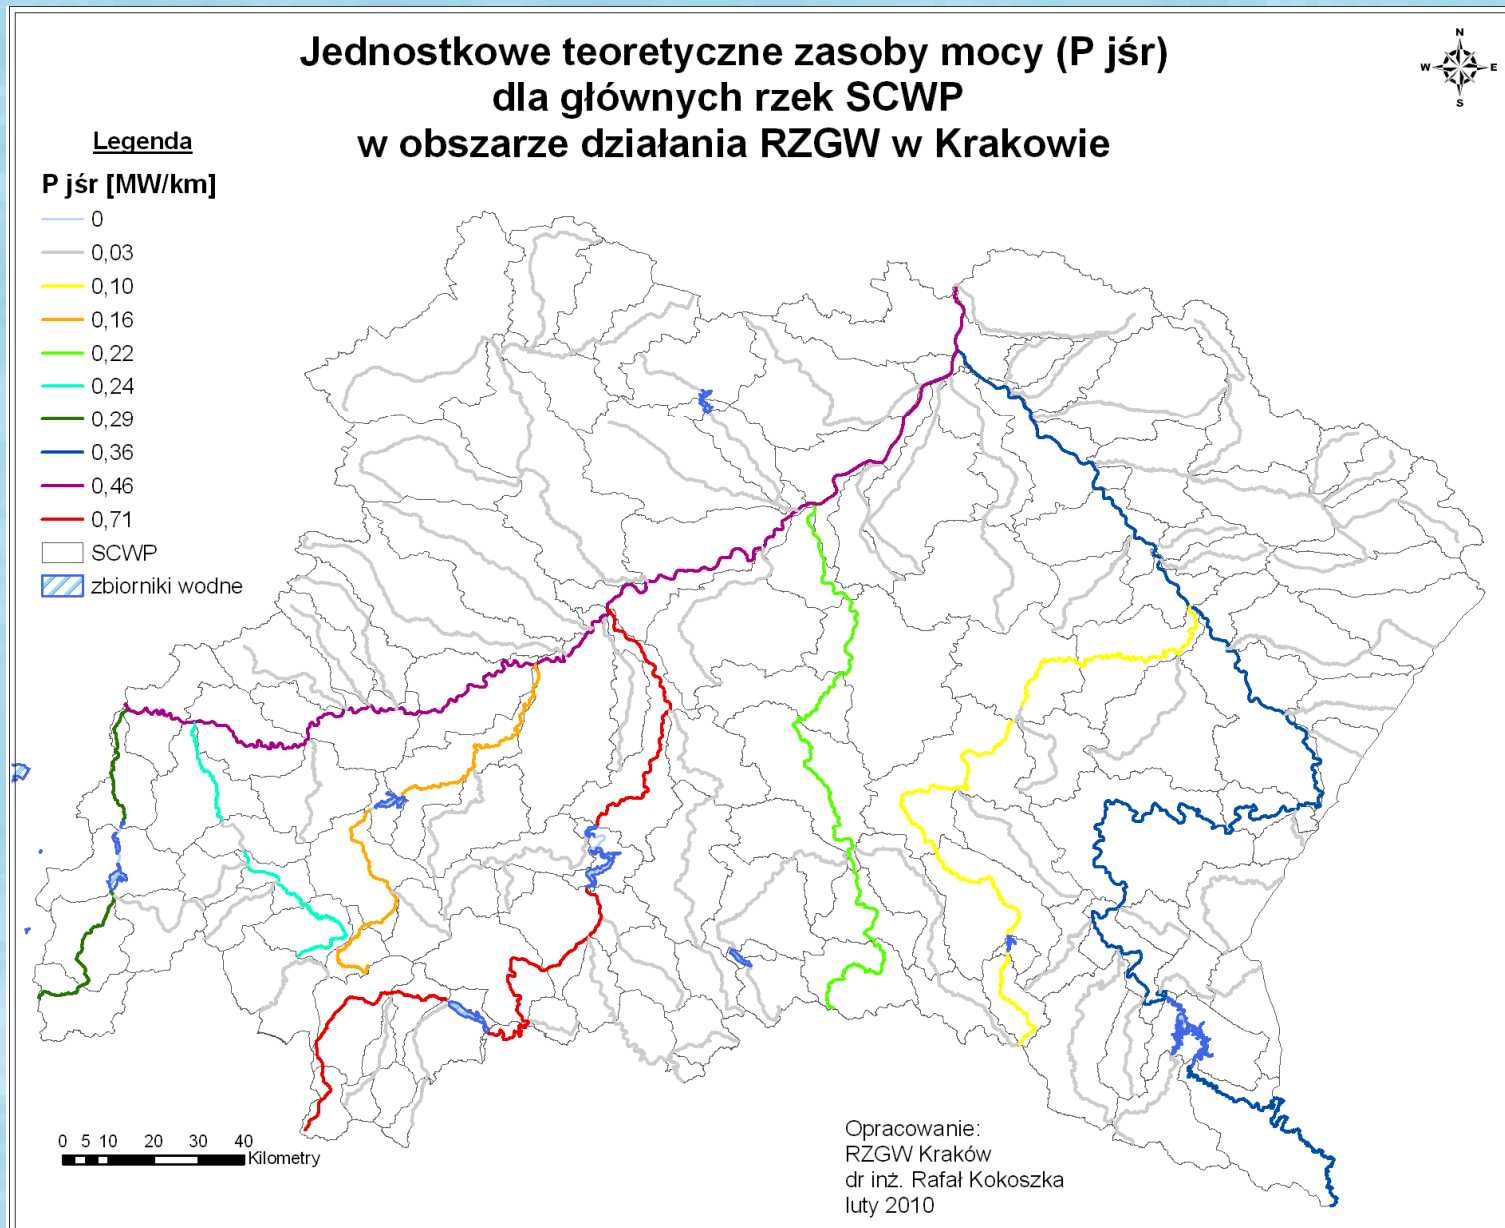 Jednostkowe teoretyczne zasoby mocy (P jśr)
dla głównych rzek SCWP
w obszarze działania RZGW w Krakowie
N
W E
S
Legenda
P jśr [MW/km]
0
0,03
0,10
0,16
0,22
0,24
0,29
0,36
0,46
0,71
SCWP
zbiorniki wodne
0 5 10 20 30 40
Kilometry
Opracowanie:
RZGW Kraków
dr inż. Rafał Kokoszka
luty 2010